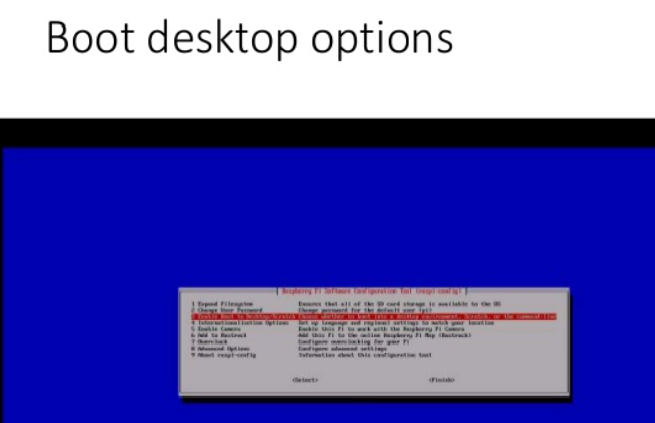 Boot desktop options
Raspberry Pi Software Configuration Tool (raspi-config)
1 Expand Filesystem Ensures that all of the SD card storage is available to the OS
2 Change User Password Change password for the default user (pi)
3 Enable Boot to Desktop/Scratch Choose whether to boot into a desktop environment, Scratch, or the command line
4 Internationalisation Options Set up language and regional settings to match your location
5 Enable Camera Enable this Pi to work with the Raspberry Pi Camera
6 Add to Rastrack Add this Pi to the online Raspberry Pi Map (Rastrack)
7 Overclock Configure overclocking for your Pi
8 Advanced Options Configure advanced settings
9 About raspi-config Information about this configuration tool
<Select> <Finish>